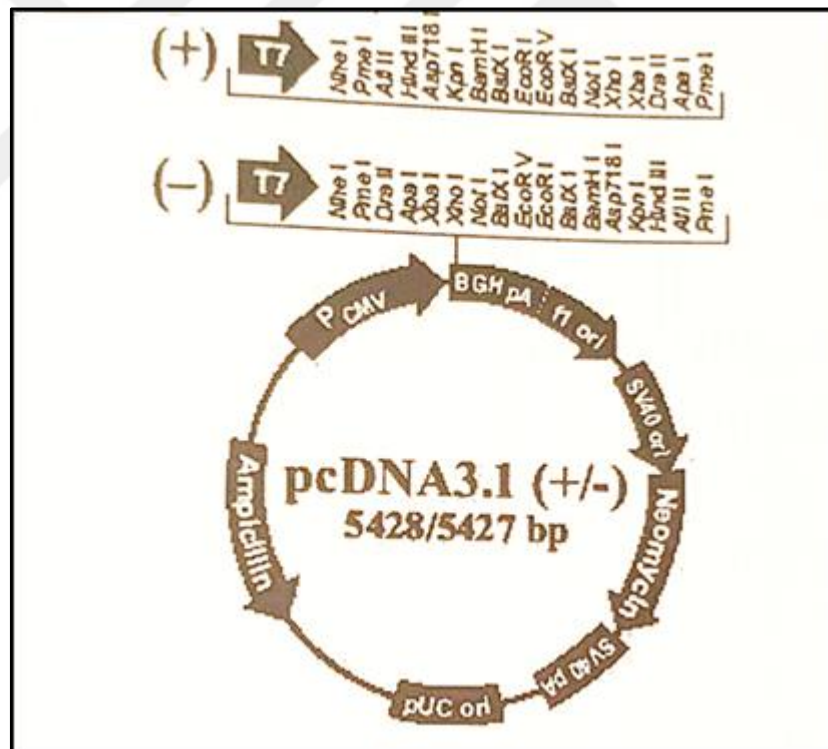 (+) T7 Nhe I Pme I Afl II Hind III Asp718 I Kpn I BamH I BstX I EcoR I EcoR V BstX I Not I Xho I Xba I Dra II Apa I Pme I
(–) T7 Nhe I Pme I Dra II Apa I Xba I Xho I Not I BstX I EcoR V EcoR I BstX I BamH I Asp718 I Kpn I Hind III Afl II Pme I
P CMV
BGH pA
f1 ori
SV40 ori
Neomycin
SV40 pA
pUC ori
Ampicillin
pcDNA3.1 (+/-)
5428/5427 bp